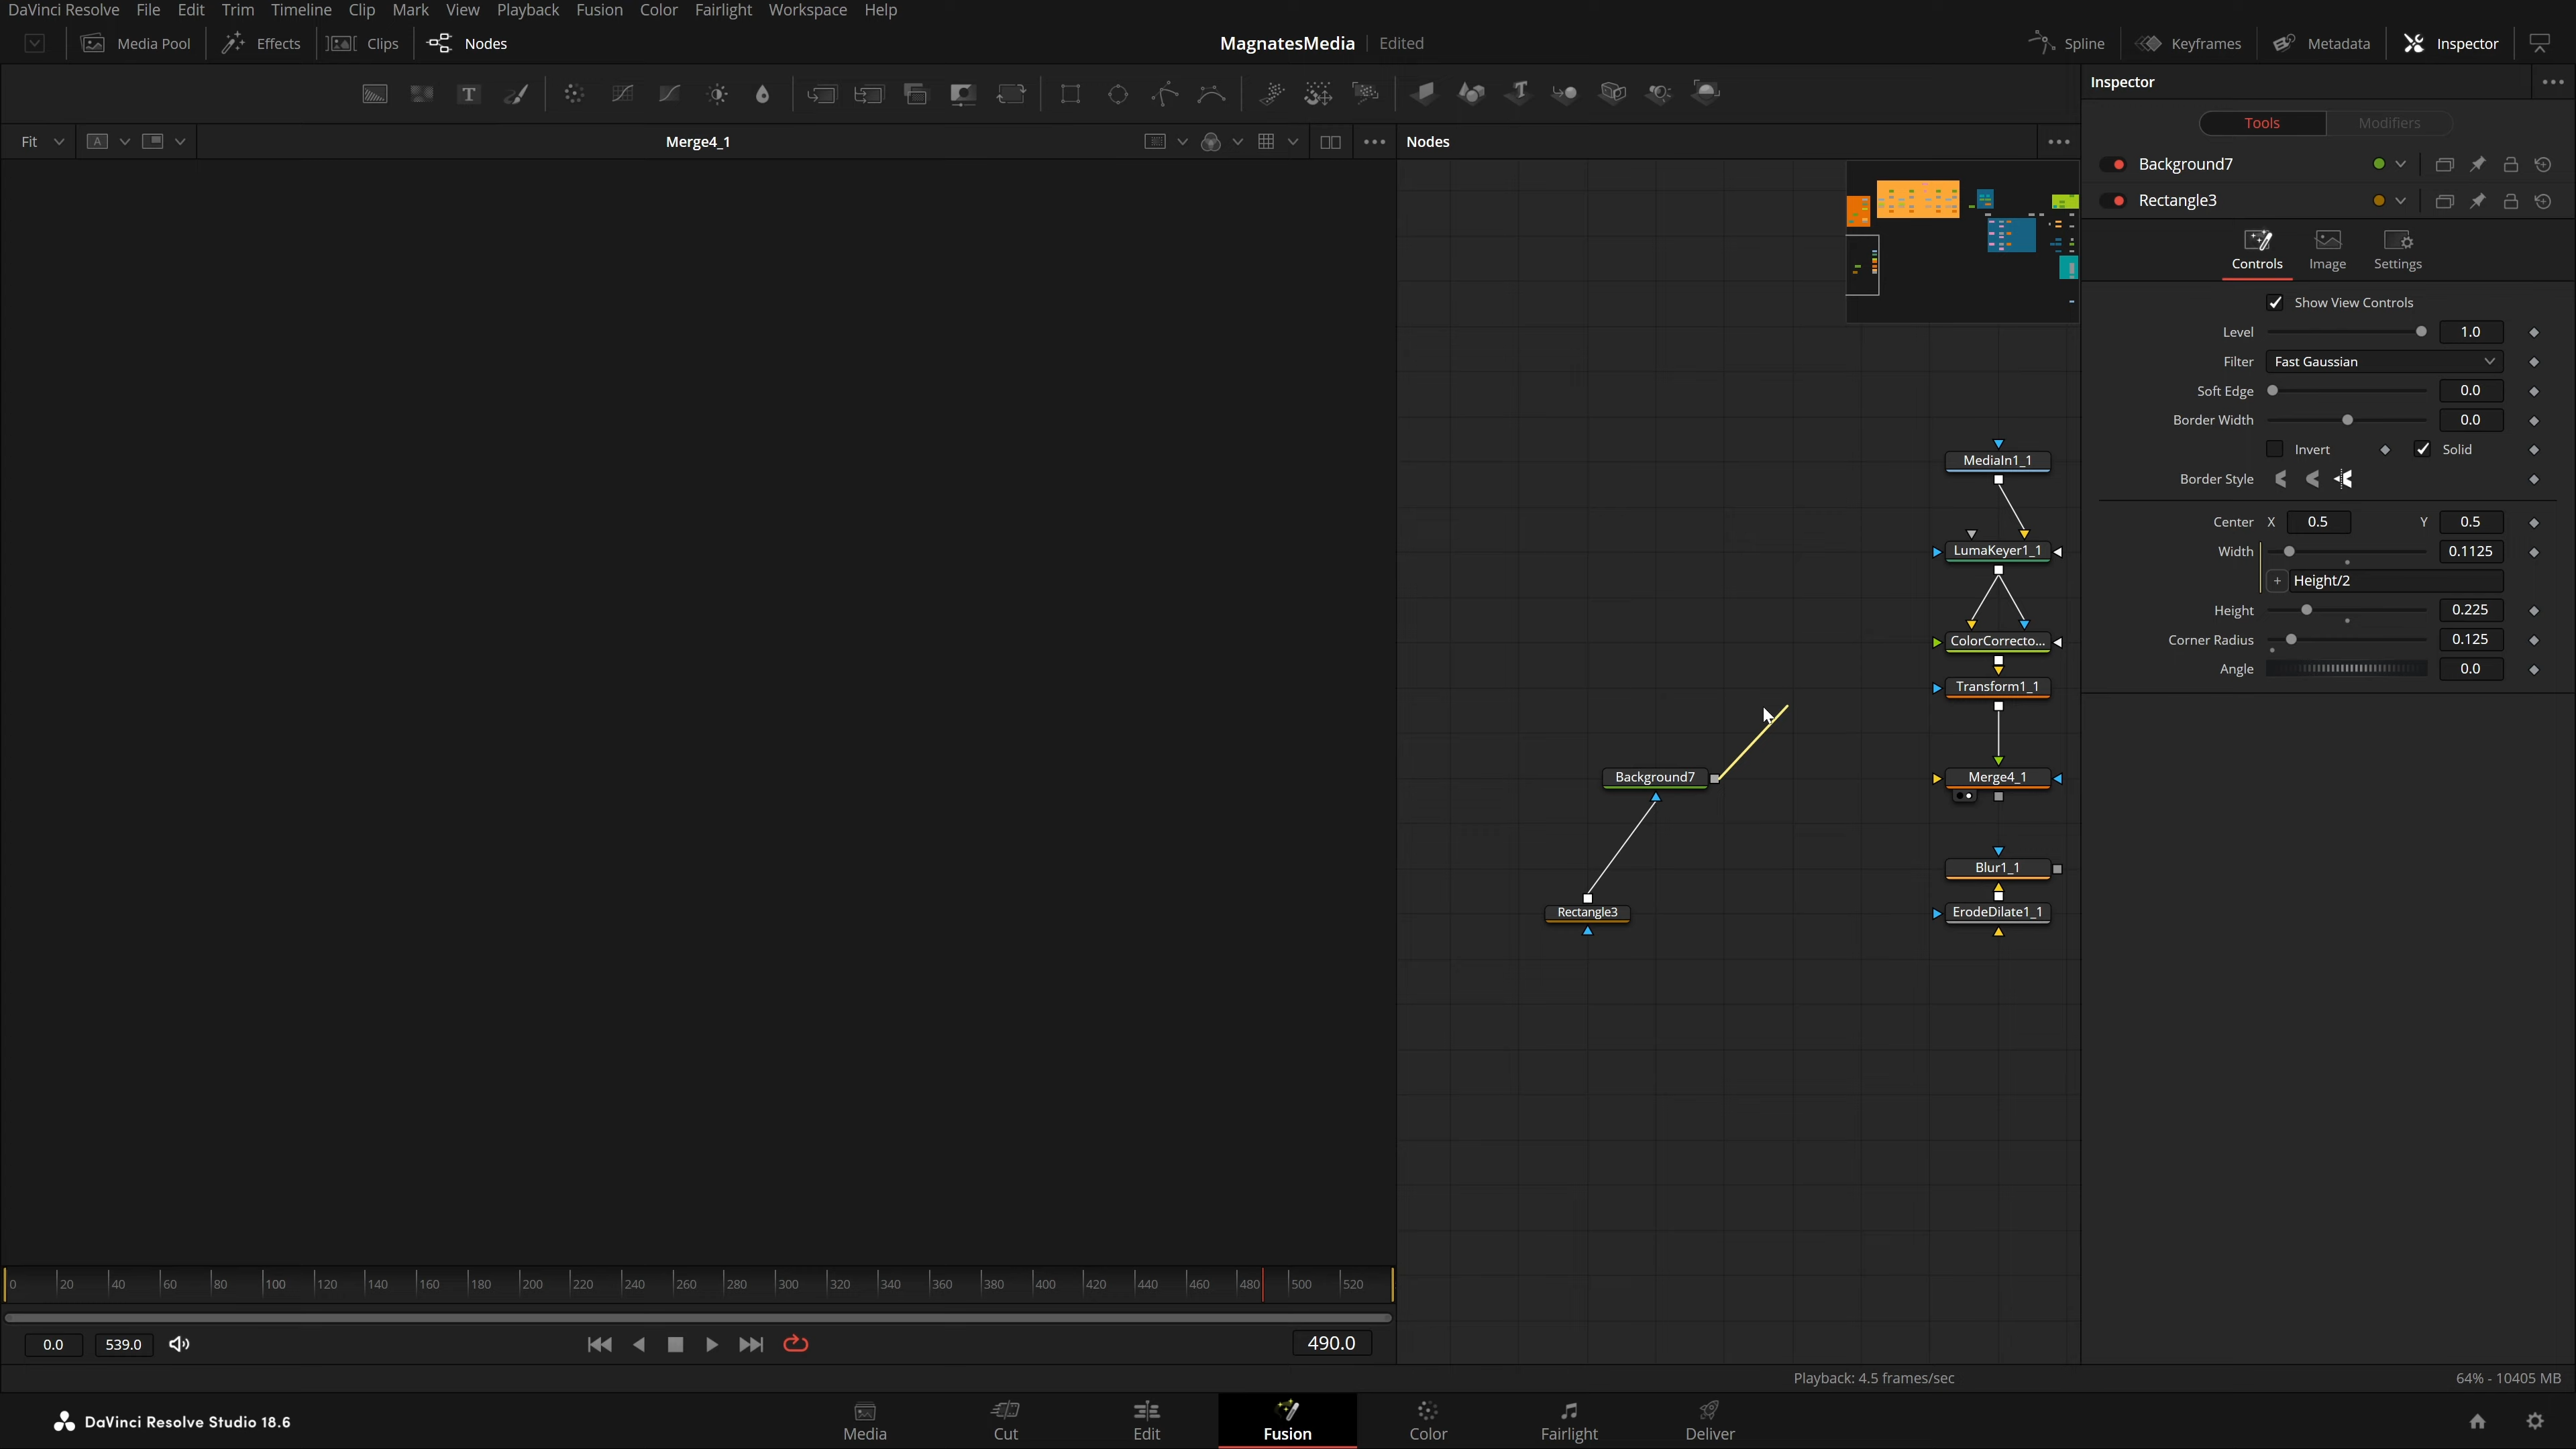 DaVinci Resolve File Edit Trim Timeline Clip Mark View Playback Fusion Color Fairlight Workspace Help
Media Pool Effects Clips Nodes MagnatesMedia Edited Spline Keyframes Metadata Inspector
Inspector
Tools Modifiers
Fit A Merge4_1 Nodes
Background7
Rectangle3
Controls Image Settings
Show View Controls
Level 1.0
Filter Fast Gaussian
Soft Edge 0.0
Border Width 0.0
Invert Solid
Border Style
Center X 0.5 Y 0.5
Width 0.1125
+ Height/2
Height 0.225
Corner Radius 0.125
Angle 0.0
MediaIn1_1
LumaKeyer1_1
ColorCorrecto...
Transform1_1
Background7 Merge4_1
Blur1_1
Rectangle3 ErodeDilate1_1
0 20 40 60 80 100 120 140 160 180 200 220 240 260 280 300 320 340 360 380 400 420 440 460 480 500 520
0.0 539.0 490.0
Playback: 4.5 frames/sec 64% - 10405 MB
DaVinci Resolve Studio 18.6 Media Cut Edit Fusion Color Fairlight Deliver